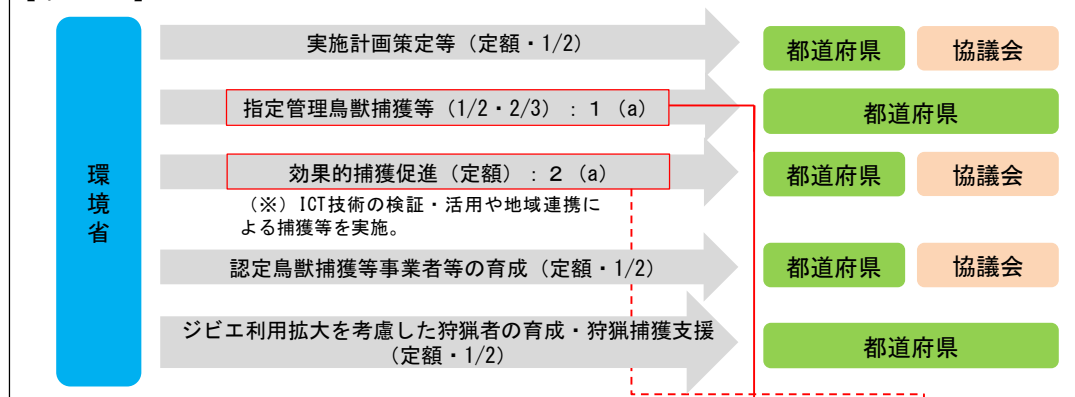 環境省
実施計画策定等（定額・1/2）
都道府県
協議会
指定管理鳥獣捕獲等（1/2・2/3）：１（a）
都道府県
効果的捕獲促進（定額）：２（a）
都道府県
協議会
（※）ICT技術の検証・活用や地域連携に
よる捕獲等を実施。
認定鳥獣捕獲等事業者等の育成（定額・1/2）
都道府県
協議会
ジビエ利用拡大を考慮した狩猟者の育成・狩猟捕獲支援
（定額・1/2）
都道府県